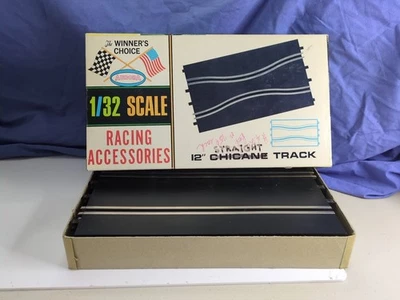 The WINNER'S
CHOICE
AURORA
1/32 SCALE
RACING
ACCESSORIES
STRAIGHT
12" CHICANE TRACK